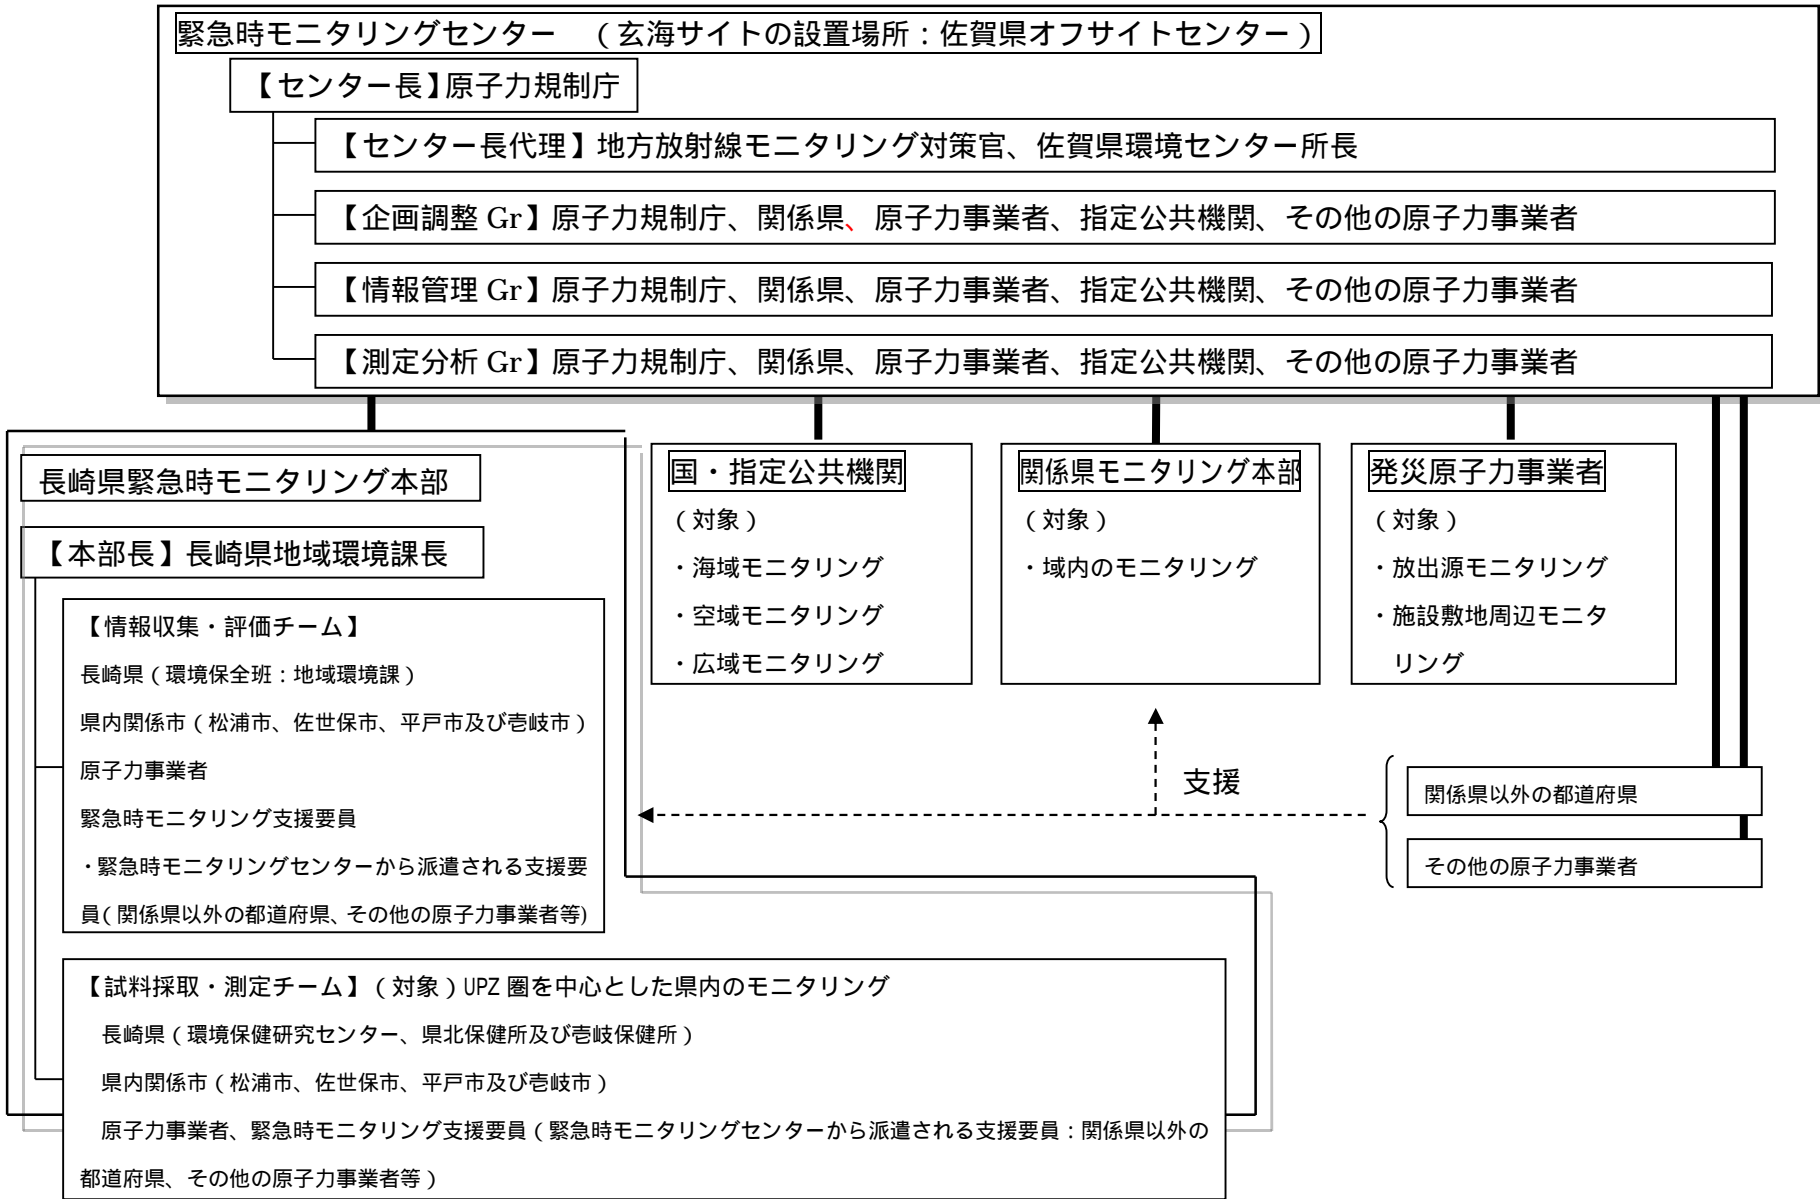 緊急時モニタリングセンター　（玄海サイトの設置場所：佐賀県オフサイトセンター）
【センター長】原子力規制庁
【センター長代理】地方放射線モニタリング対策官、佐賀県環境センター所長
【企画調整 Gr】原子力規制庁、関係県、原子力事業者、指定公共機関、その他の原子力事業者
【情報管理 Gr】原子力規制庁、関係県、原子力事業者、指定公共機関、その他の原子力事業者
【測定分析 Gr】原子力規制庁、関係県、原子力事業者、指定公共機関、その他の原子力事業者
長崎県緊急時モニタリング本部
【本部長】長崎県地域環境課長
【情報収集・評価チーム】
長崎県（環境保全班：地域環境課）
県内関係市（松浦市、佐世保市、平戸市及び壱岐市）
原子力事業者
緊急時モニタリング支援要員
・緊急時モニタリングセンターから派遣される支援要
員（関係県以外の都道府県、その他の原子力事業者等）
国・指定公共機関
（対象）
・海域モニタリング
・空域モニタリング
・広域モニタリング
関係県モニタリング本部
（対象）
・域内のモニタリング
発災原子力事業者
（対象）
・放出源モニタリング
・施設敷地周辺モニタ
リング
支援
関係県以外の都道府県
その他の原子力事業者
【試料採取・測定チーム】（対象）UPZ 圏を中心とした県内のモニタリング
長崎県（環境保健研究センター、県北保健所及び壱岐保健所）
県内関係市（松浦市、佐世保市、平戸市及び壱岐市）
原子力事業者、緊急時モニタリング支援要員（緊急時モニタリングセンターから派遣される支援要員：関係県以外の
都道府県、その他の原子力事業者等）